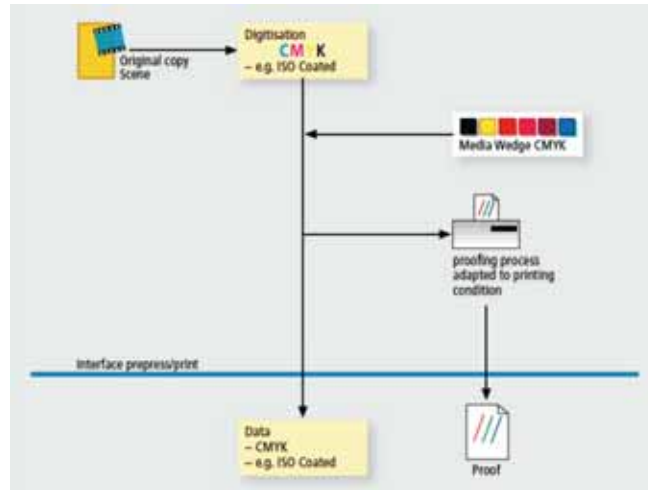 Digitisation
CMYK
– e.g. ISO Coated
Original copy
Scene
Media Wedge CMYK
proofing process
adapted to printing
condition
Interface prepress/print
Data
– CMYK
– e.g. ISO Coated
Proof